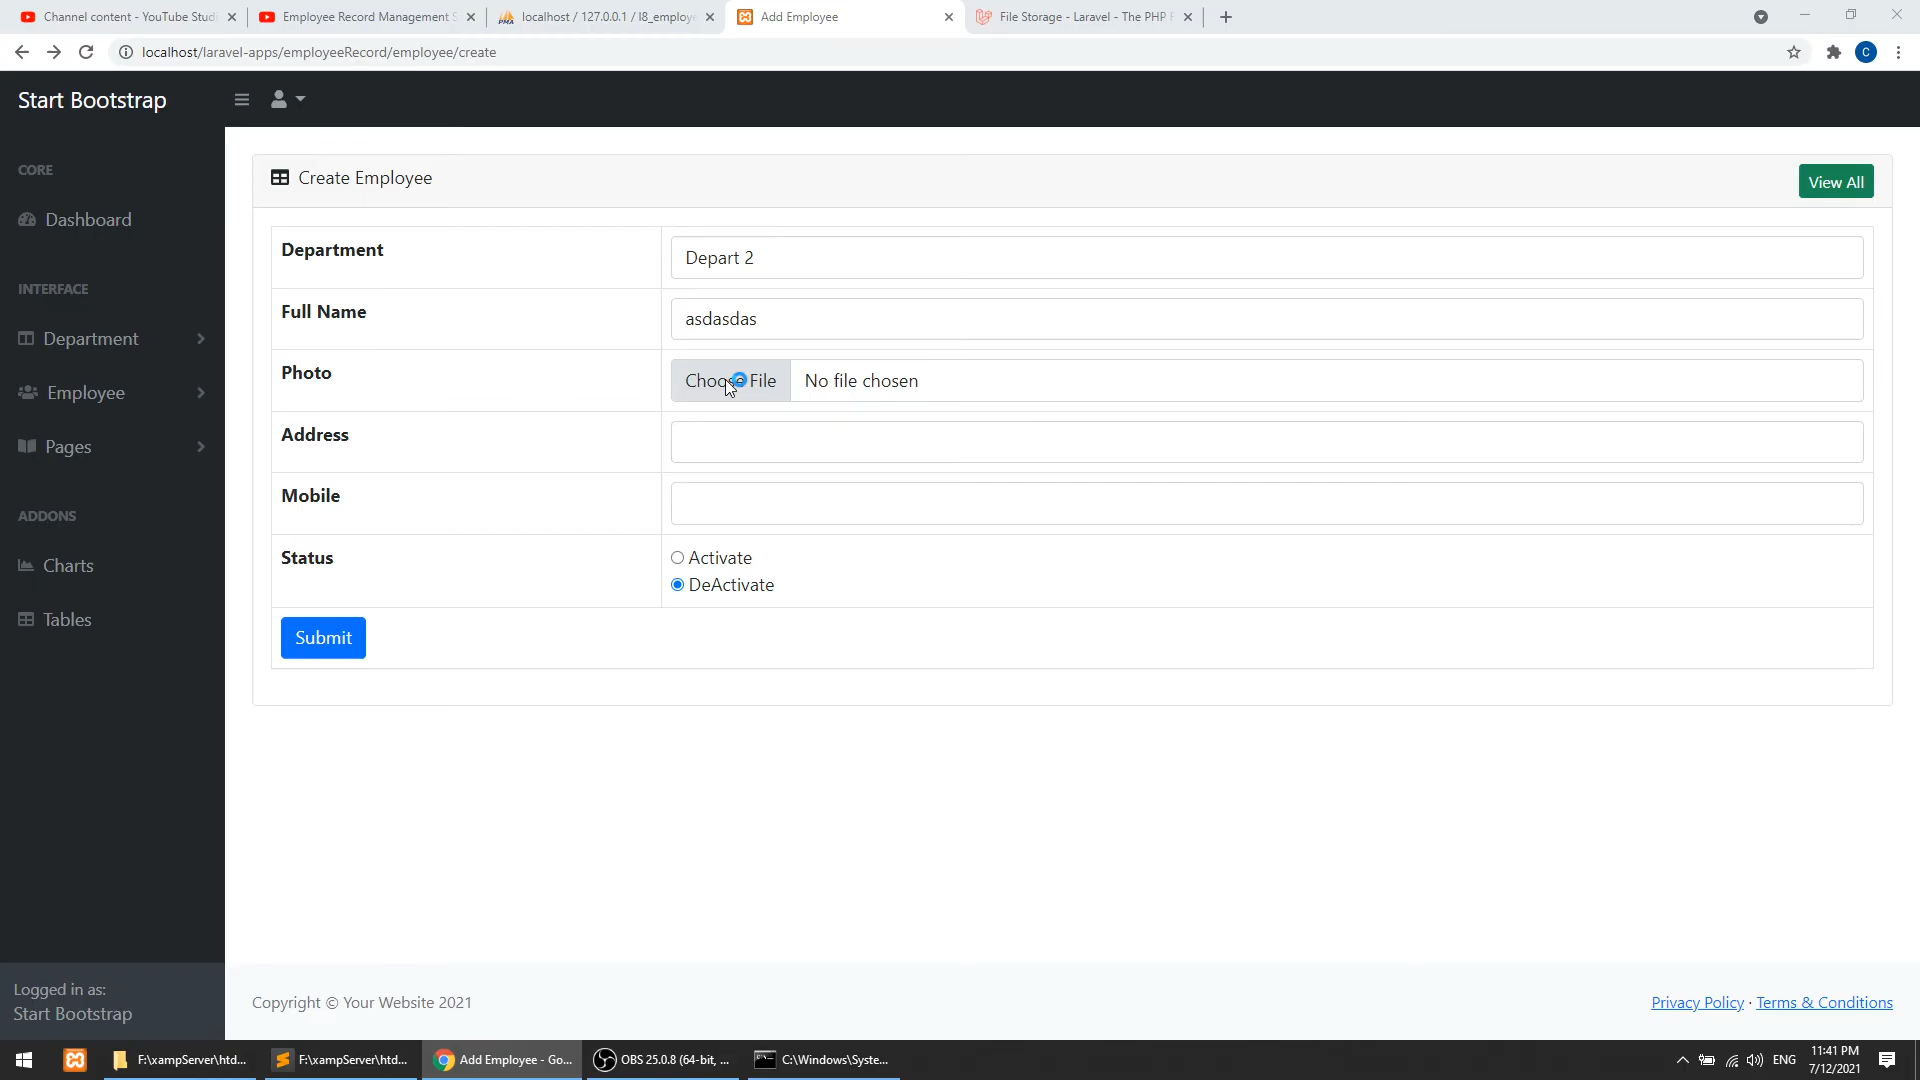 Channel content - YouTube Studi
Employee Record Management S
localhost / 127.0.0.1 / l8_employe
Add Employee
File Storage - Laravel - The PHP F
localhost/laravel-apps/employeeRecord/employee/create
C
Start Bootstrap
CORE
Dashboard
INTERFACE
Department
Employee
Pages
ADDONS
Charts
Tables
Logged in as:
Start Bootstrap
Create Employee
View All
Department
Depart 2
Full Name
asdasdas
Photo
Choose File
No file chosen
Address
Mobile
Status
Activate
DeActivate
Submit
Copyright © Your Website 2021
Privacy Policy · Terms & Conditions
F:\xampServer\htd...
F:\xampServer\htd...
Add Employee - Go...
OBS 25.0.8 (64-bit, ...
C:\Windows\Syste...
ENG
11:41 PM
7/12/2021